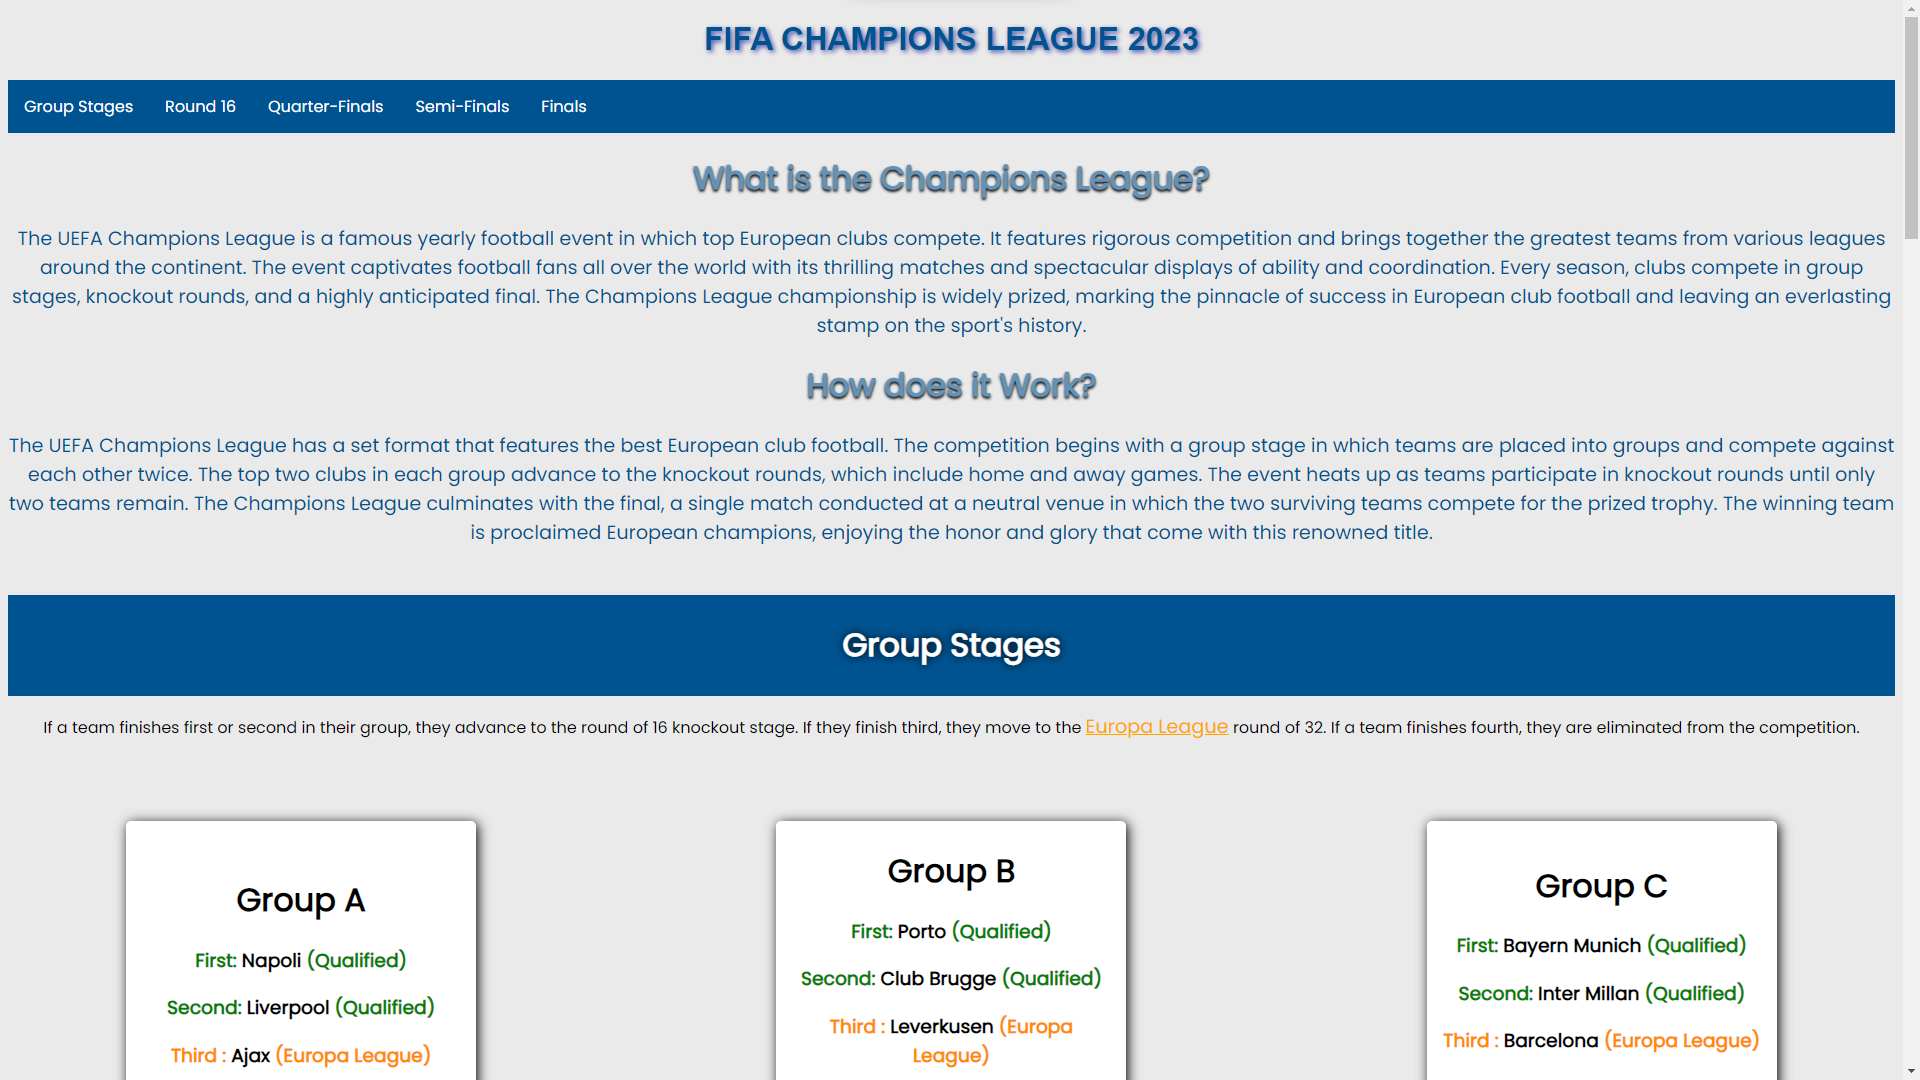 FIFA CHAMPIONS LEAGUE 2023
Group Stages Round 16 Quarter-Finals Semi-Finals Finals
What is the Champions League?
The UEFA Champions League is a famous yearly football event in which top European clubs compete. It features rigorous competition and brings together the greatest teams from various leagues
around the continent. The event captivates football fans all over the world with its thrilling matches and spectacular displays of ability and coordination. Every season, clubs compete in group
stages, knockout rounds, and a highly anticipated final. The Champions League championship is widely prized, marking the pinnacle of success in European club football and leaving an everlasting
stamp on the sport's history.
How does it Work?
The UEFA Champions League has a set format that features the best European club football. The competition begins with a group stage in which teams are placed into groups and compete against
each other twice. The top two clubs in each group advance to the knockout rounds, which include home and away games. The event heats up as teams participate in knockout rounds until only
two teams remain. The Champions League culminates with the final, a single match conducted at a neutral venue in which the two surviving teams compete for the prized trophy. The winning team
is proclaimed European champions, enjoying the honor and glory that come with this renowned title.
Group Stages
If a team finishes first or second in their group, they advance to the round of 16 knockout stage. If they finish third, they move to the Europa League round of 32. If a team finishes fourth, they are eliminated from the competition.
Group A
First: Napoli (Qualified)
Second: Liverpool (Qualified)
Third : Ajax (Europa League)
Group B
First: Porto (Qualified)
Second: Club Brugge (Qualified)
Third : Leverkusen (Europa
League)
Group C
First: Bayern Munich (Qualified)
Second: Inter Millan (Qualified)
Third : Barcelona (Europa League)